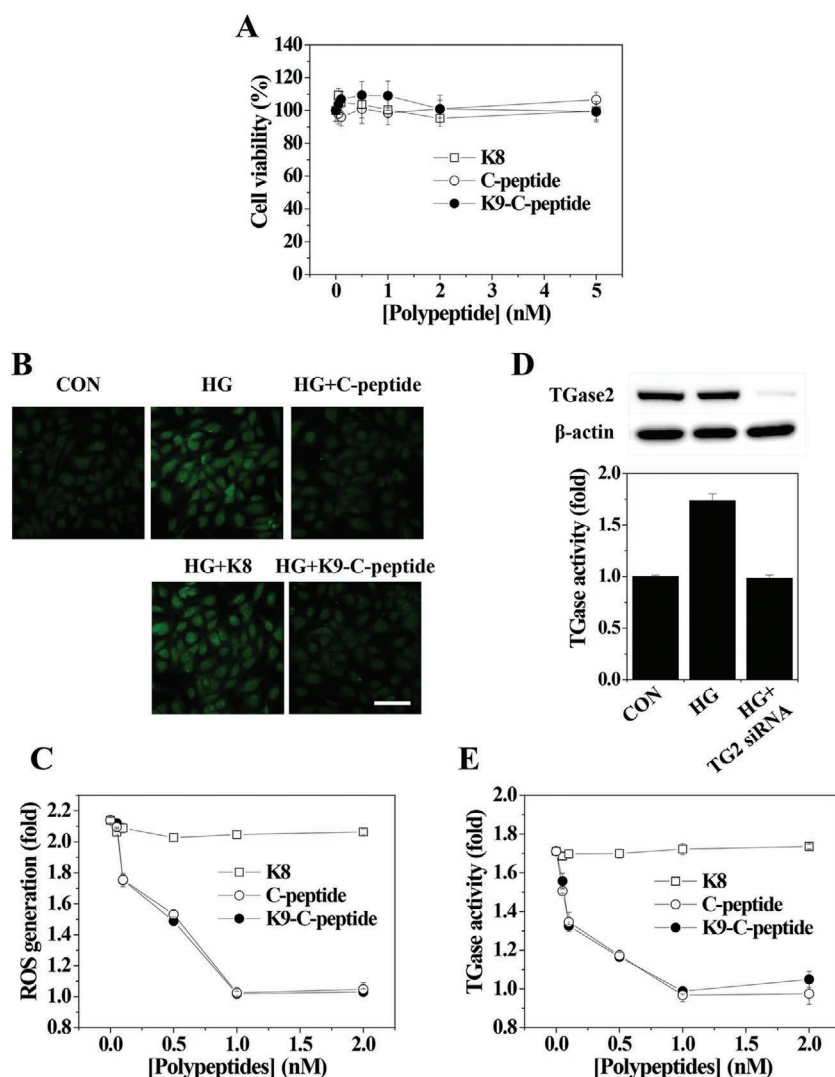 A
140
120
100
80
60
40
20
0
Cell viability (%)
K8
C-peptide
K9-C-peptide
0 1 2 3 4 5
[Polypeptide] (nM)
B
CON HG HG+C-peptide
HG+K8 HG+K9-C-peptide
D
TGase2
β-actin
2.0
1.5
1.0
0.5
0.0
TGase activity (fold)
CON
HG
HG+
TG2 siRNA
C
2.2
2.0
1.8
1.6
1.4
1.2
1.0
0.8
ROS generation (fold)
K8
C-peptide
K9-C-peptide
0.0 0.5 1.0 1.5 2.0
[Polypeptides] (nM)
E
2.0
1.8
1.6
1.4
1.2
1.0
0.8
TGase activity (fold)
K8
C-peptide
K9-C-peptide
0.0 0.5 1.0 1.5 2.0
[Polypeptides] (nM)